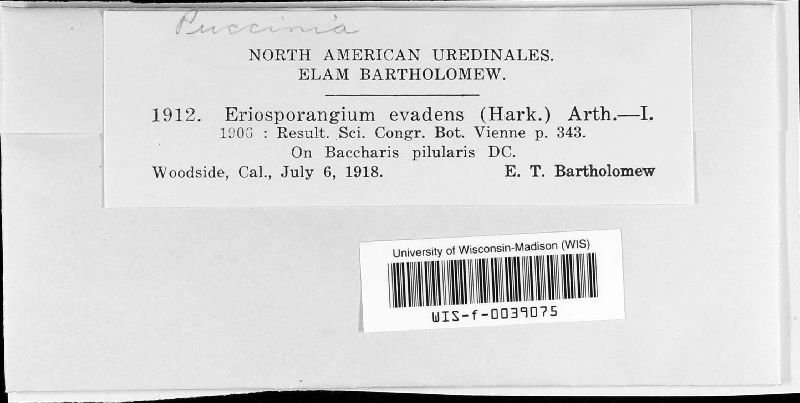 Puccinia
NORTH AMERICAN UREDINALES.
ELAM BARTHOLOMEW.
1912. Eriosporangium evadens (Hark.) Arth.—I.
1906 : Result. Sci. Congr. Bot. Vienne p. 343.
On Baccharis pilularis DC.
Woodside, Cal., July 6, 1918. E. T. Bartholomew
University of Wisconsin-Madison (WIS)
WIS-f-0039075